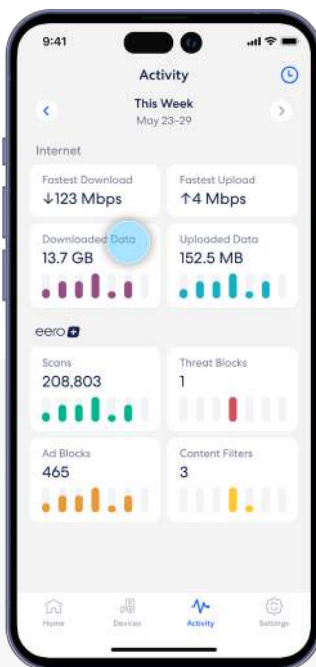 9:41
Activity
This Week
May 23-29
Internet
Fastest Download
↓123 Mbps
Fastest Upload
↑4 Mbps
Downloaded Data
13.7 GB
Uploaded Data
152.5 MB
eero+
Scans
208,803
Threat Blocks
1
Ad Blocks
465
Content Filters
3
Home
Devices
Activity
Settings